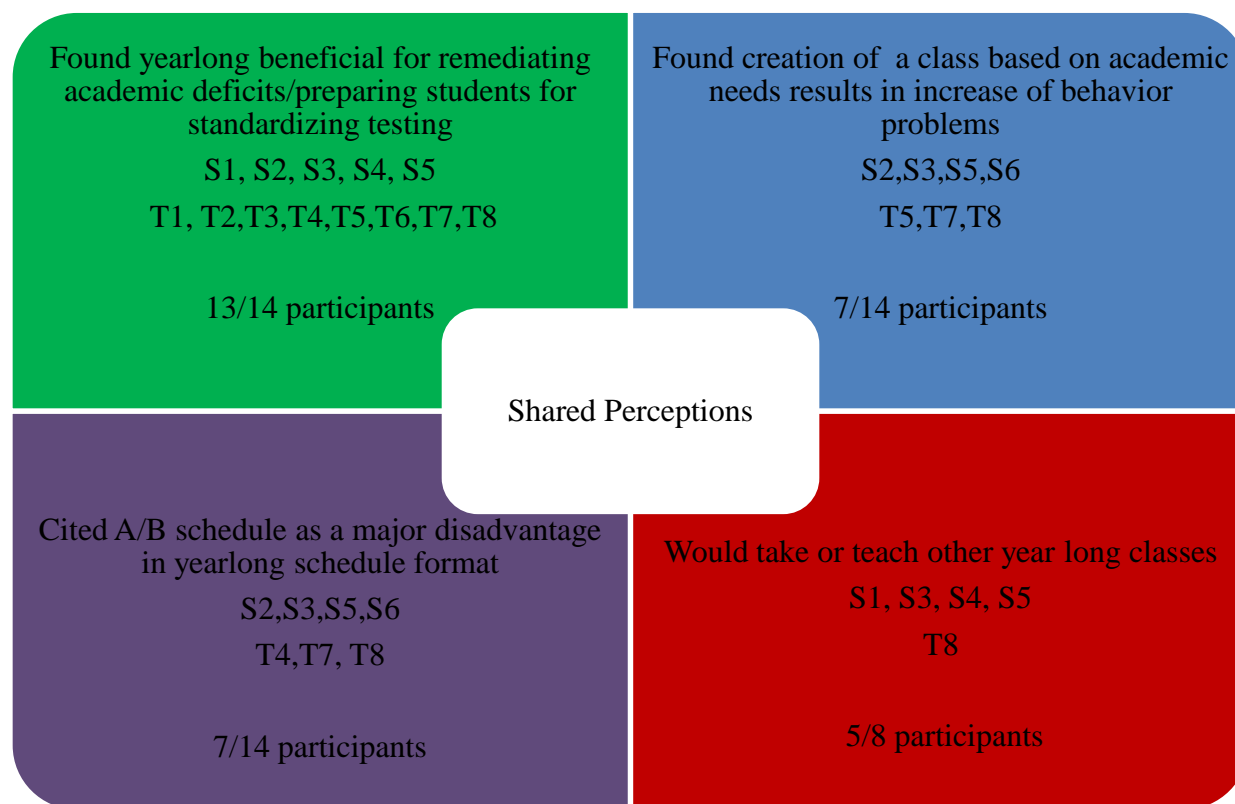 Found yearlong beneficial for remediating
academic deficits/preparing students for
standardizing testing
S1, S2, S3, S4, S5
T1, T2,T3,T4,T5,T6,T7,T8
13/14 participants
Found creation of a class based on academic
needs results in increase of behavior
problems
S2,S3,S5,S6
T5,T7,T8
7/14 participants
Shared Perceptions
Cited A/B schedule as a major disadvantage
in yearlong schedule format
S2,S3,S5,S6
T4,T7, T8
7/14 participants
Would take or teach other year long classes
S1, S3, S4, S5
T8
5/8 participants